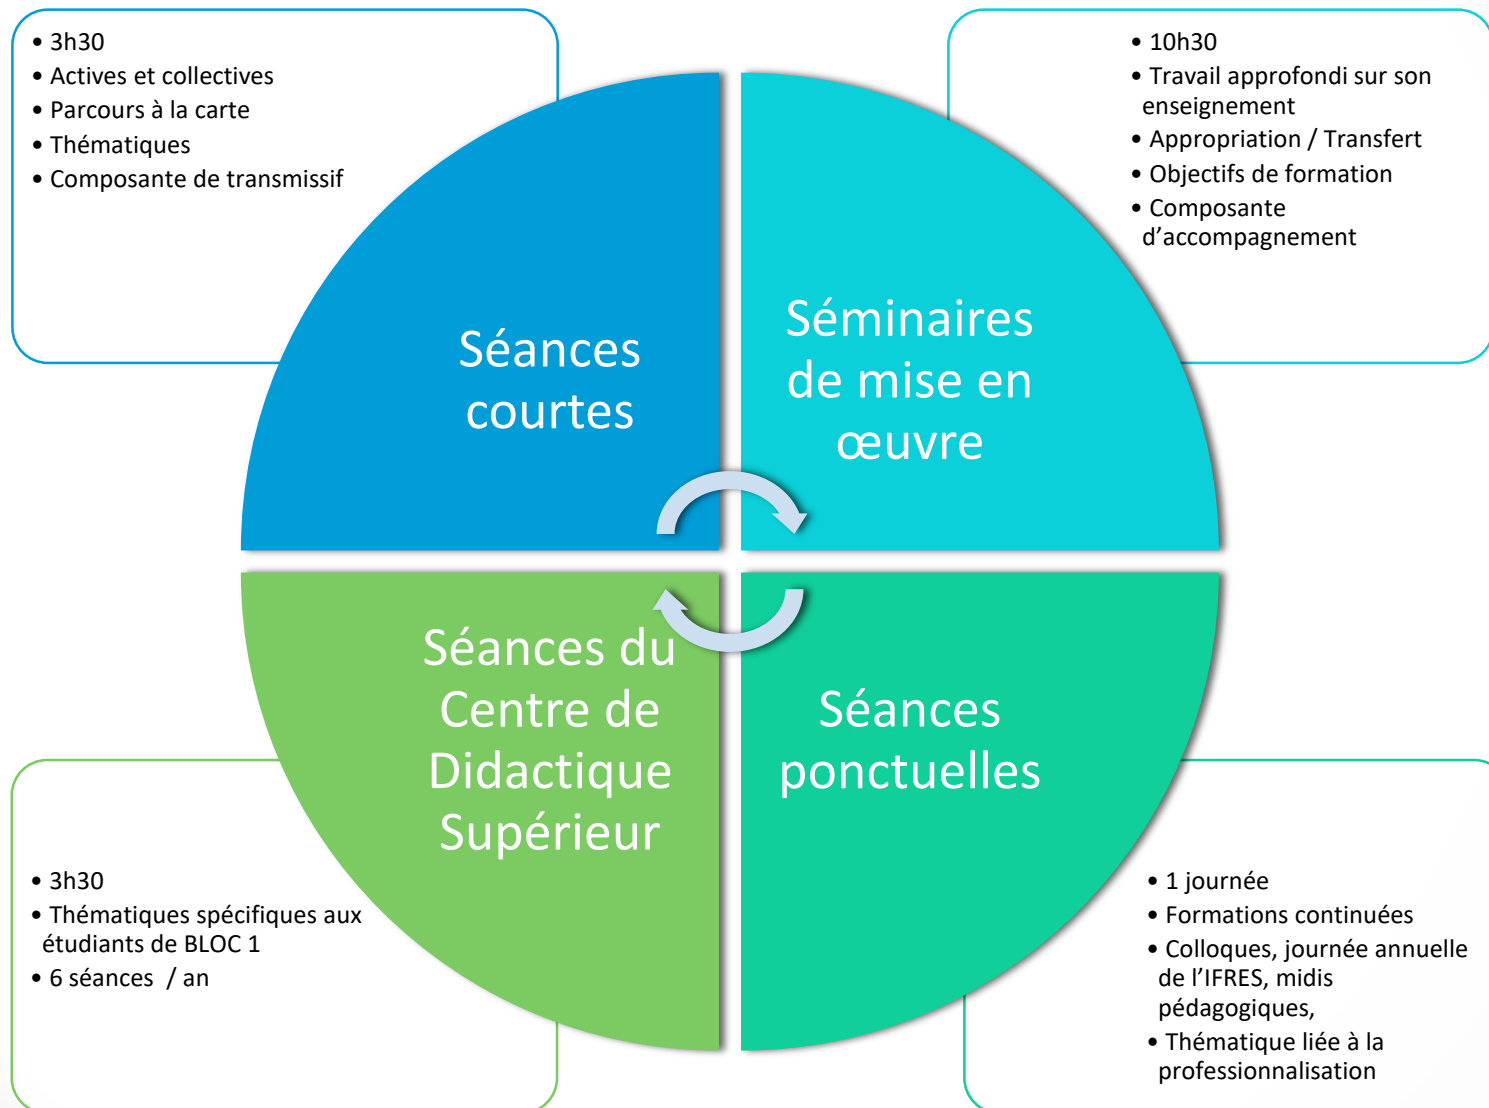 • 3h30
• Actives et collectives
• Parcours à la carte
• Thématiques
• Composante de transmissif
Séances
courtes
• 10h30
• Travail approfondi sur son
enseignement
• Appropriation / Transfert
• Objectifs de formation
• Composante
d’accompagnement
Séminaires
de mise en
œuvre
Séances du
Centre de
Didactique
Supérieur
• 3h30
• Thématiques spécifiques aux
étudiants de BLOC 1
• 6 séances / an
Séances
ponctuelles
• 1 journée
• Formations continuées
• Colloques, journée annuelle
de l’IFRES, midis
pédagogiques,
• Thématique liée à la
professionnalisation